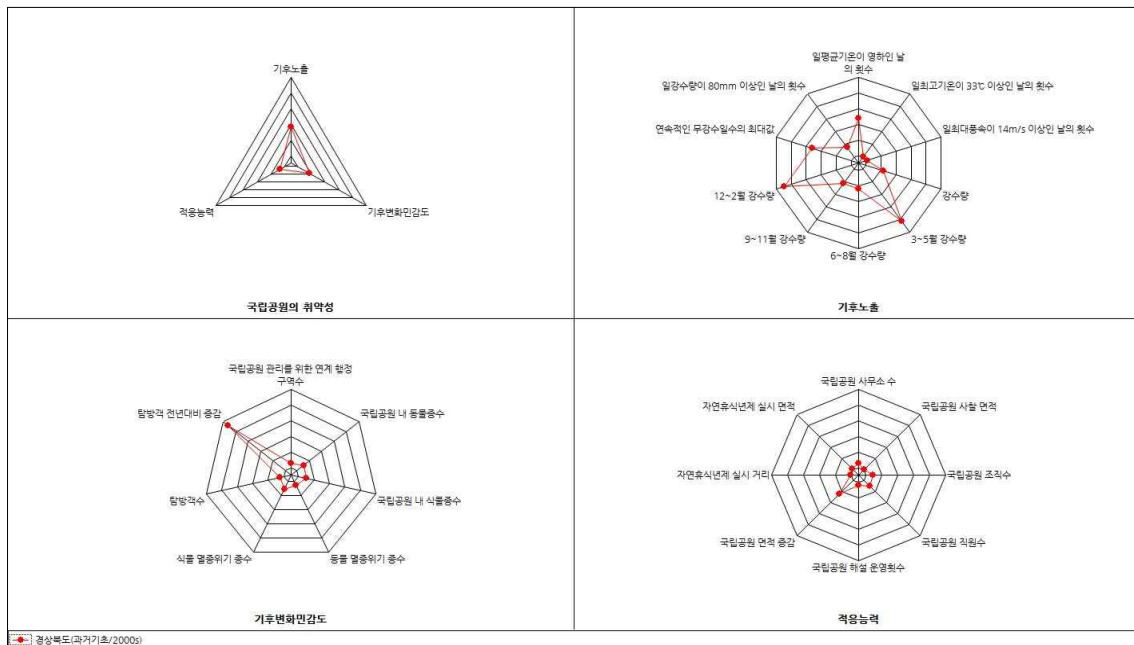 기후노출
적응능력
기후변화민감도
국립공원의 취약성
일평균기온이 영하인 날
의 횟수
일강수량이 80mm 이상인 날의 횟수
일최고기온이 33℃ 이상인 날의 횟수
연속적인 무강수일수의 최대값
일최대풍속이 14m/s 이상인 날의 횟수
12~2월 강수량
강수량
9~11월 강수량
3~5월 강수량
6~8월 강수량
기후노출
국립공원 관리를 위한 연계 행정
구역수
탐방객 전년대비 증감
국립공원 내 동물종수
탐방객수
국립공원 내 식물종수
식물 멸종위기 종수
동물 멸종위기 종수
기후변화민감도
국립공원 사무소 수
자연휴식년제 실시 면적
국립공원 사찰 면적
자연휴식년제 실시 거리
국립공원 조직수
국립공원 면적 증감
국립공원 직원수
국립공원 해설 운영횟수
적응능력
경상북도(과거기초/2000s)